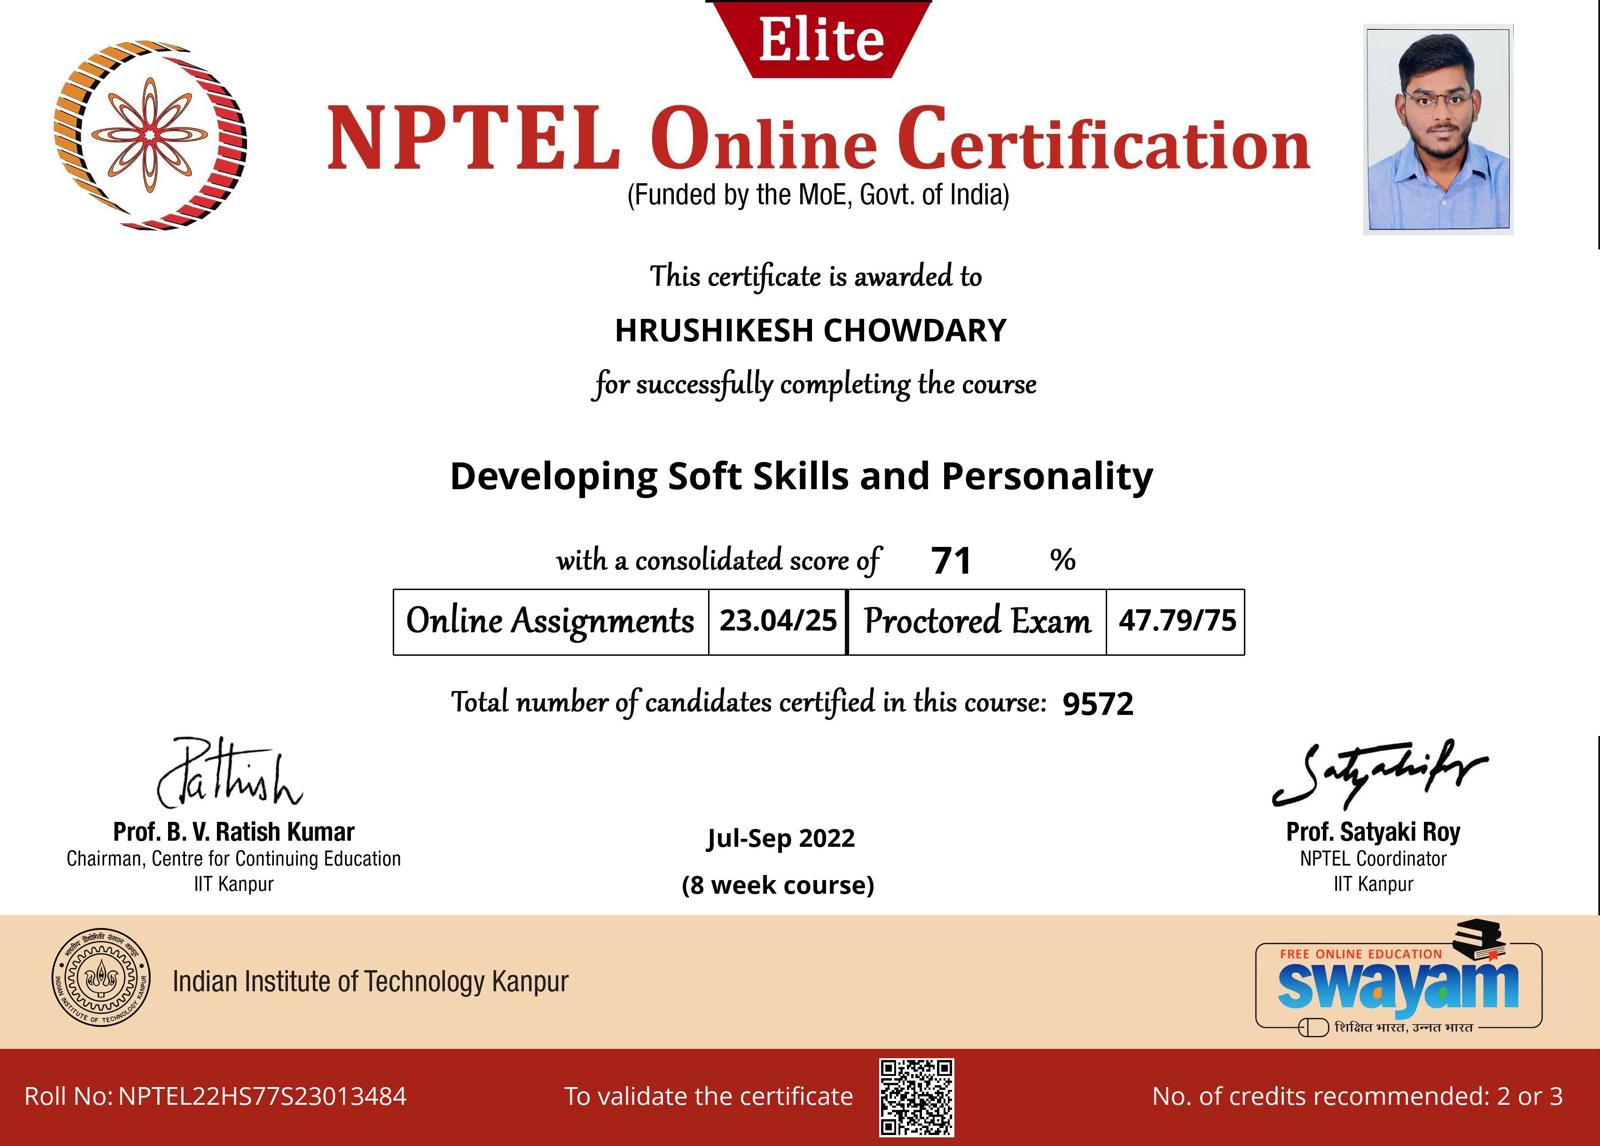 Elite
NPTEL Online Certification
(Funded by the MoE, Govt. of India)
This certificate is awarded to
HRUSHIKESH CHOWDARY
for successfully completing the course
Developing Soft Skills and Personality
with a consolidated score of 71 %
Online Assignments 23.04/25 Proctored Exam 47.79/75
Total number of candidates certified in this course: 9572
Prof. B. V. Ratish Kumar
Chairman, Centre for Continuing Education
IIT Kanpur
Jul-Sep 2022
(8 week course)
Prof. Satyaki Roy
NPTEL Coordinator
IIT Kanpur
INDIAN INSTITUTE OF TECHNOLOGY KANPUR
Indian Institute of Technology Kanpur
FREE ONLINE EDUCATION
swayam
शिक्षित भारत, उन्नत भारत
Roll No: NPTEL22HS77S23013484
To validate the certificate
No. of credits recommended: 2 or 3